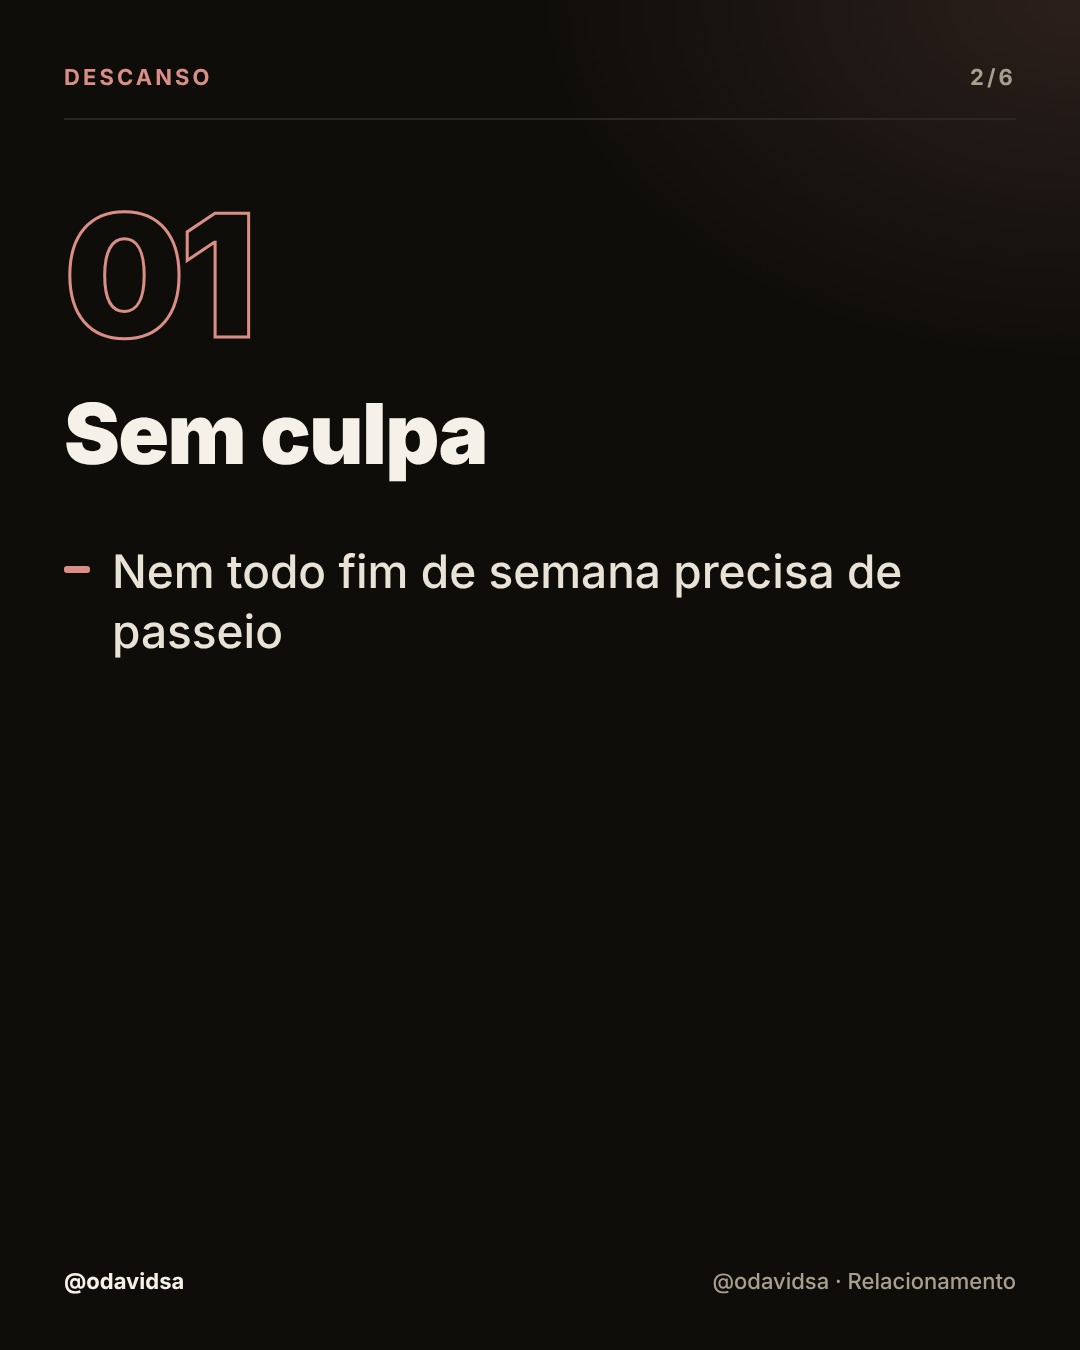 DESCANSO
2/6
01
Sem culpa
Nem todo fim de semana precisa de
passeio
@odavidsa
@odavidsa · Relacionamento